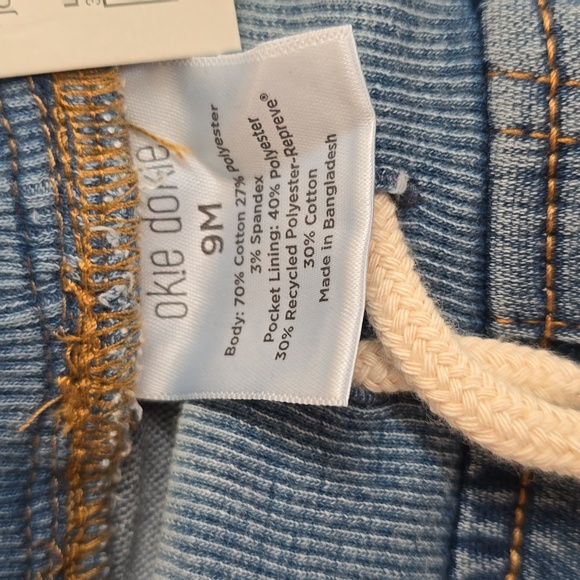 okie dokie
9M
Body: 70% Cotton 27% Polyester
3% Spandex
Pocket Lining: 40% Polyester
30% Recycled Polyester-Repreve®
30% Cotton
Made in Bangladesh